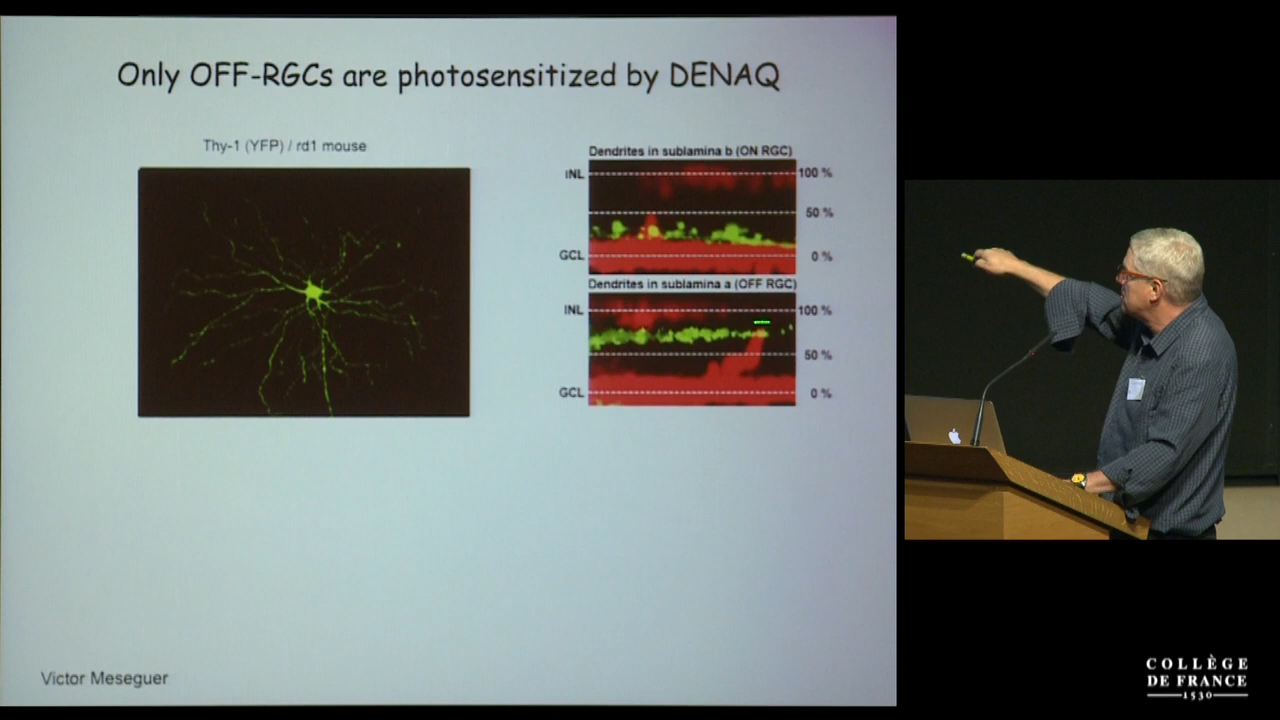 Only OFF-RGCs are photosensitized by DENAQ
Thy-1 (YFP) / rd1 mouse
Dendrites in sublamina b (ON RGC)
INL
100 %
50 %
GCL
0 %
Dendrites in sublamina a (OFF RGC)
INL
100 %
50 %
GCL
0 %
Victor Meseguer
COLLÈGE
DE FRANCE
1530